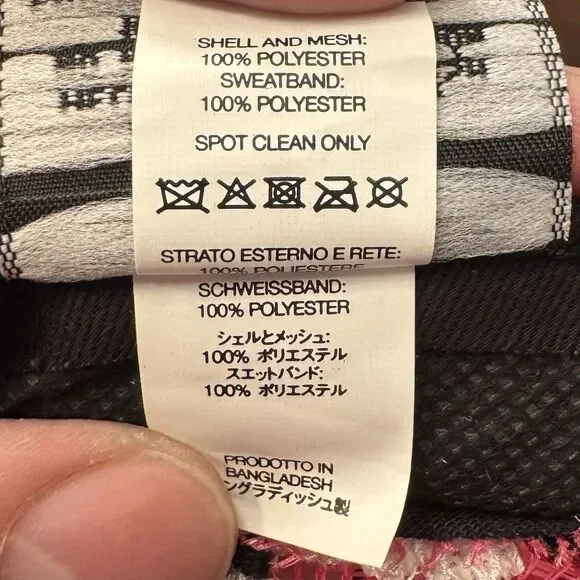 SHELL AND MESH:
100% POLYESTER
SWEATBAND:
100% POLYESTER
SPOT CLEAN ONLY
STRATO ESTERNO E RETE:
100% POLIESTERE
SCHWEISSBAND:
100% POLYESTER
シェルとメッシュ:
100% ポリエステル
スエットバンド:
100% ポリエステル
PRODOTTO IN
BANGLADESH
ングラディッシュ製